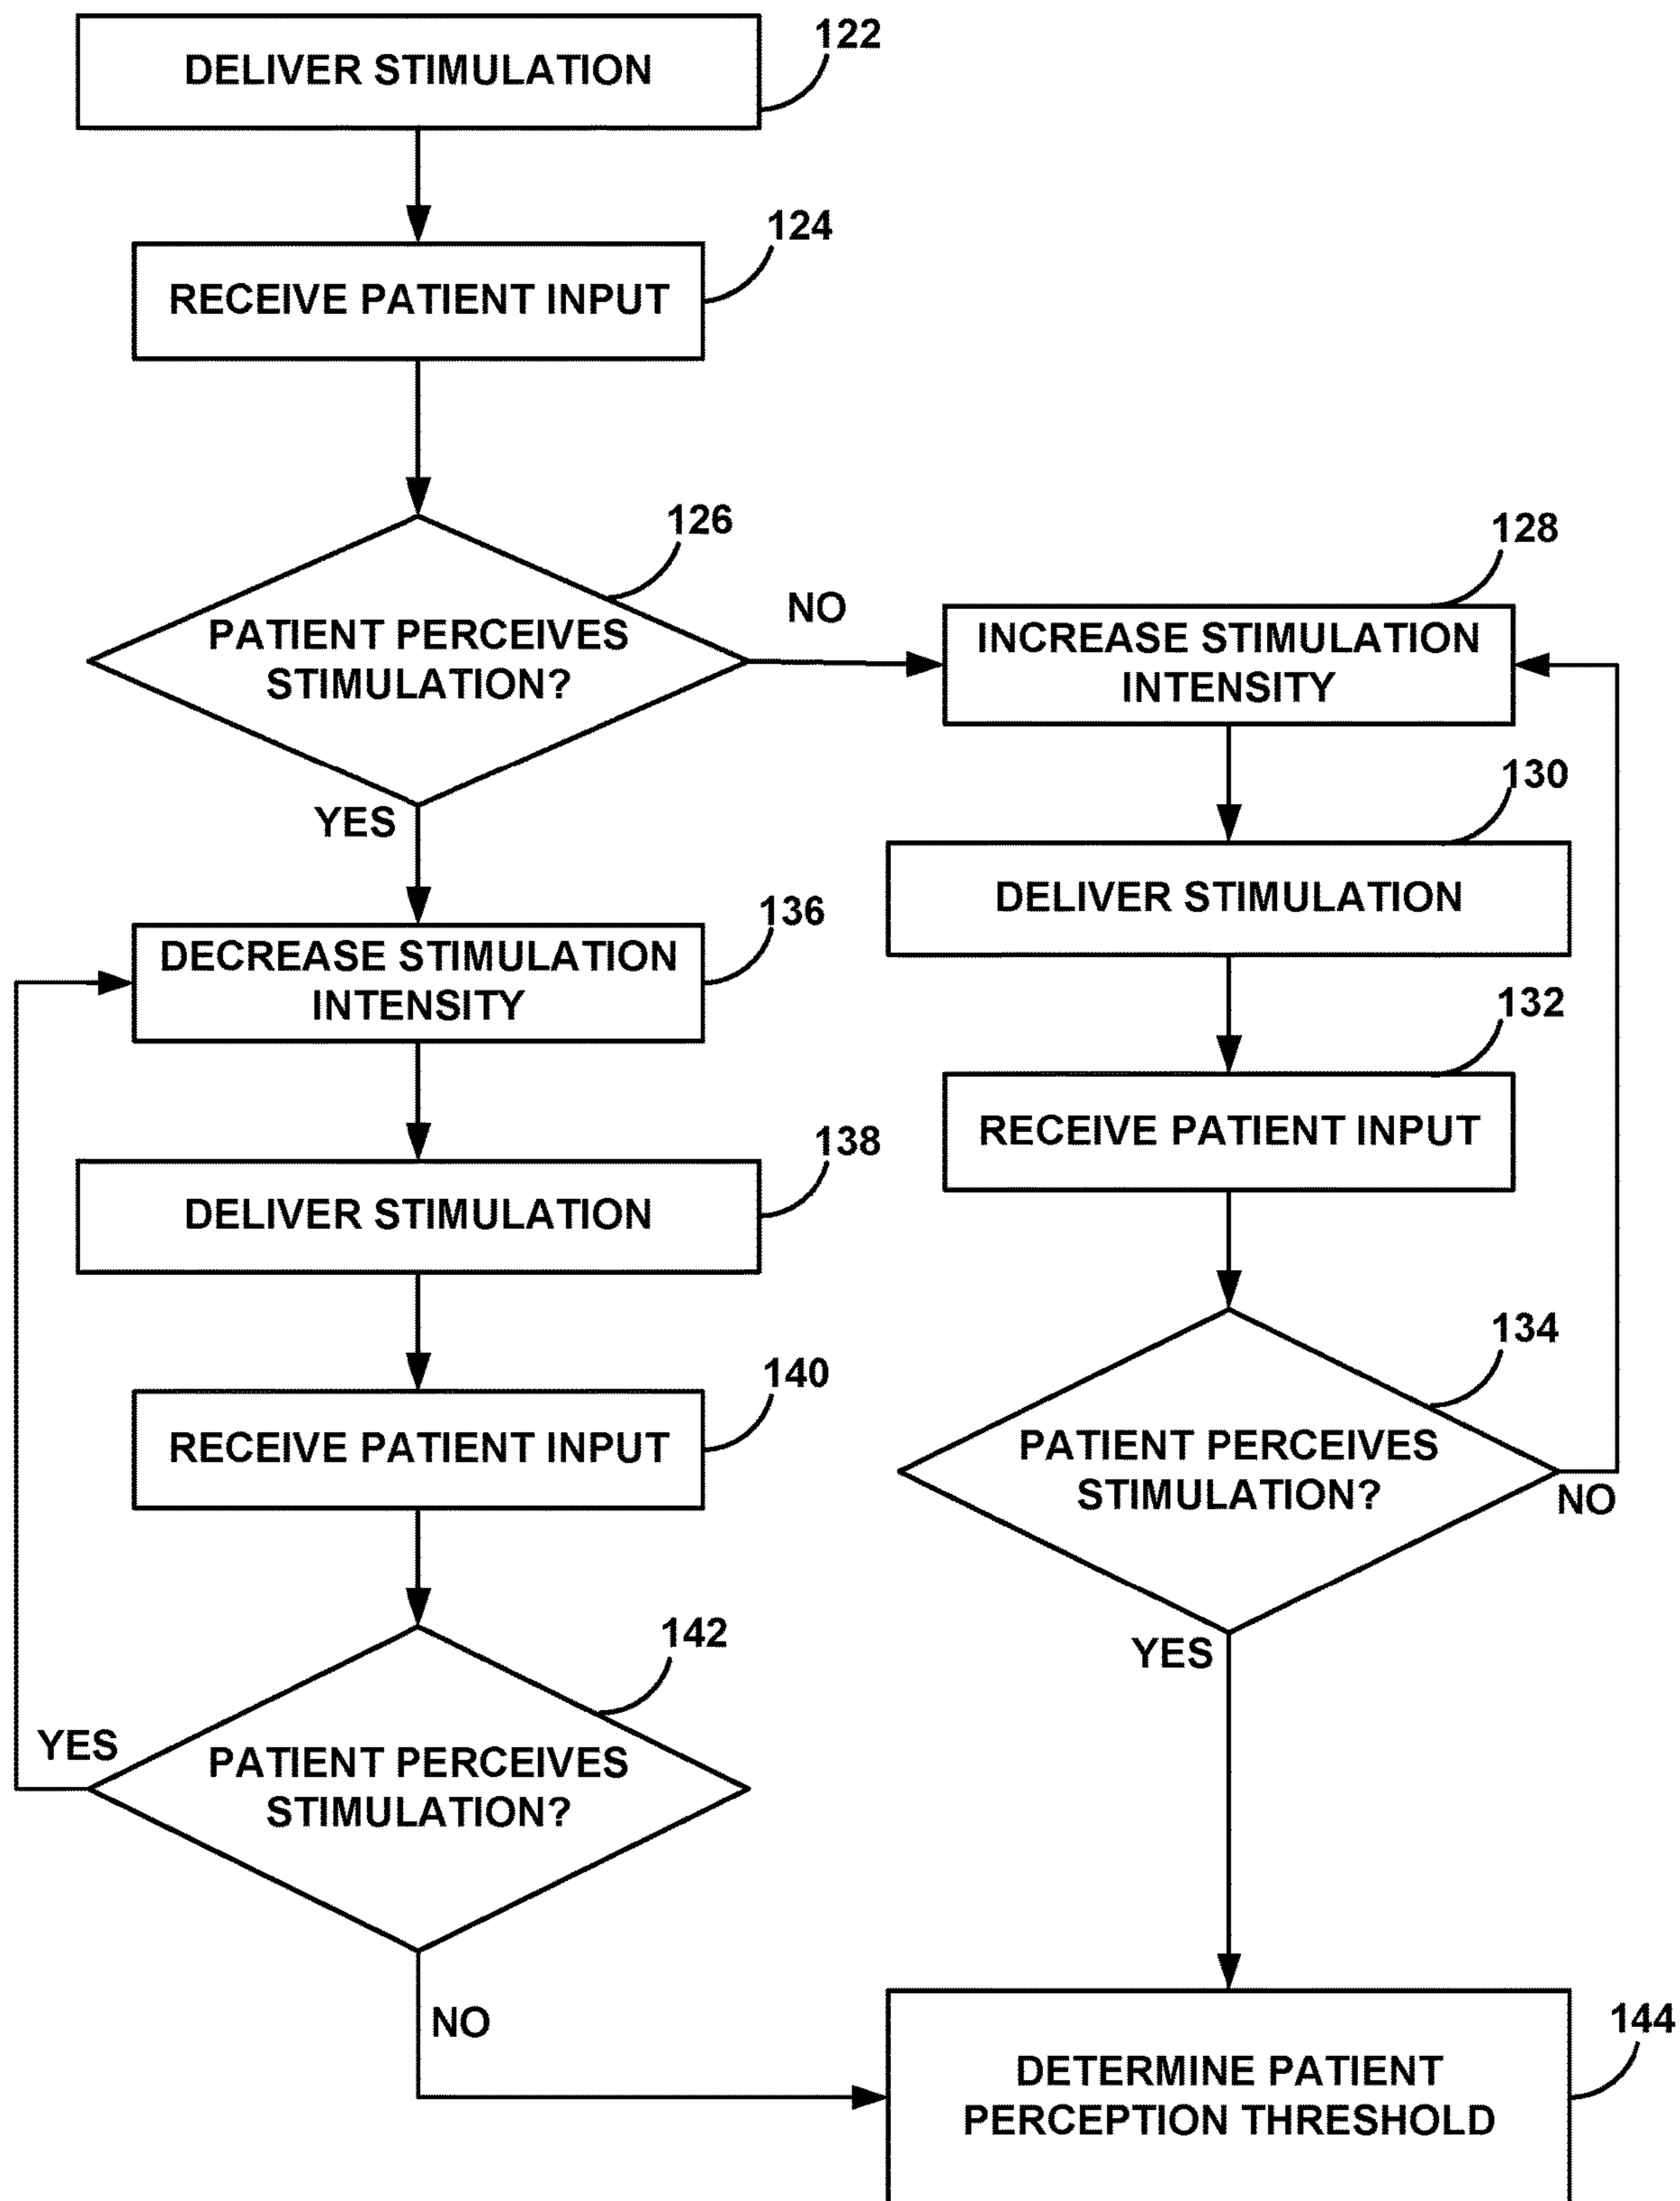 DELIVER STIMULATION
122
RECEIVE PATIENT INPUT
124
PATIENT PERCEIVES
STIMULATION?
126
NO
YES
INCREASE STIMULATION
INTENSITY
128
DELIVER STIMULATION
130
RECEIVE PATIENT INPUT
132
PATIENT PERCEIVES
STIMULATION?
134
NO
YES
DECREASE STIMULATION
INTENSITY
136
DELIVER STIMULATION
138
RECEIVE PATIENT INPUT
140
PATIENT PERCEIVES
STIMULATION?
142
YES
NO
DETERMINE PATIENT
PERCEPTION THRESHOLD
144